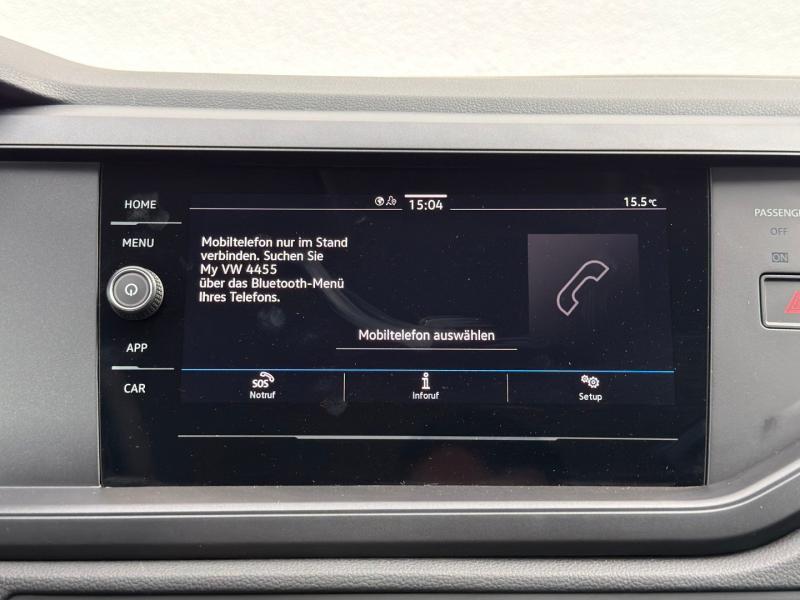 HOME
15:04
15.5°C
MENU
Mobiltelefon nur im Stand
verbinden. Suchen Sie
My VW 4455
über das Bluetooth-Menü
Ihres Telefons.
Mobiltelefon auswählen
APP
CAR
SOS
Notruf
Inforuf
Setup
OFF
ON